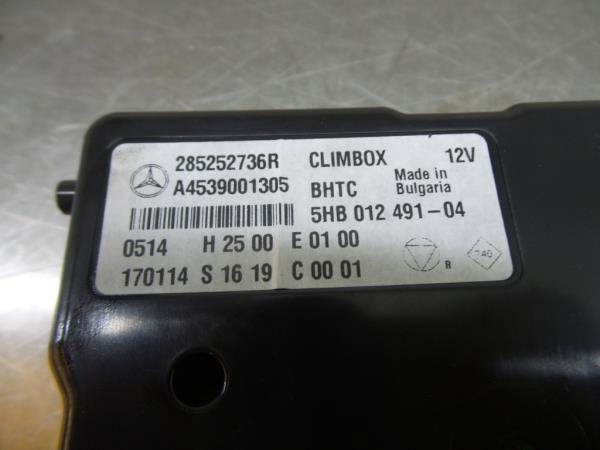 285252736R CLIMBOX 12V
A4539001305 BHTC Made in Bulgaria
5HB 012 491-04
0514 H 25 00 E 01 00
170114 S 16 19 C 00 01
R